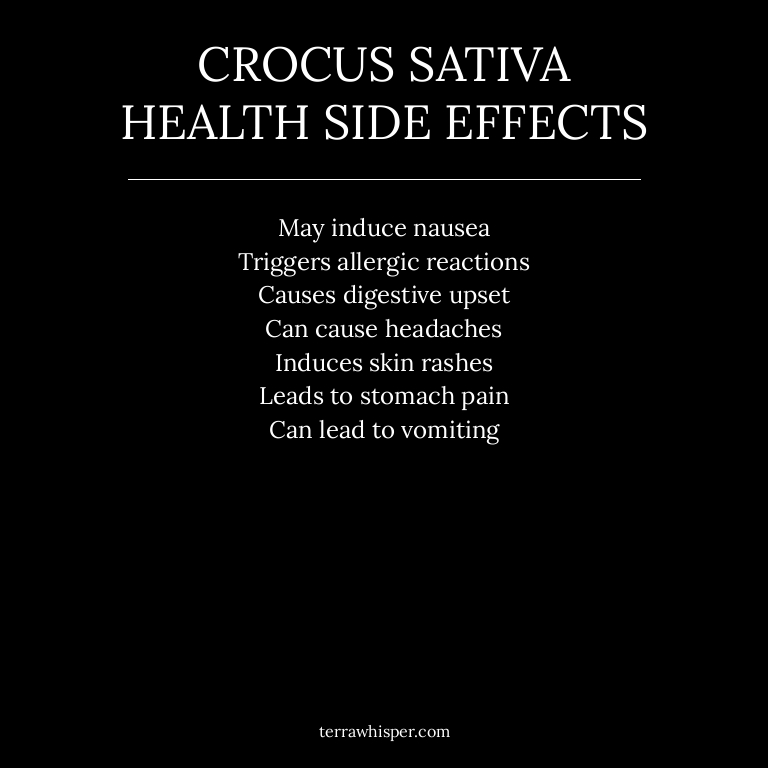 CROCUS SATIVA
HEALTH SIDE EFFECTS
May induce nausea
Triggers allergic reactions
Causes digestive upset
Can cause headaches
Induces skin rashes
Leads to stomach pain
Can lead to vomiting
terrawhisper.com